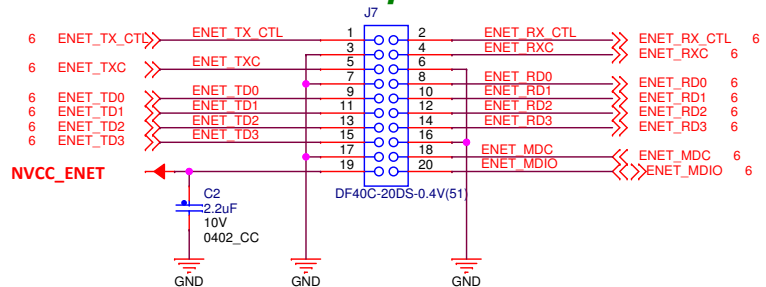 J7
6 ENET_TX_CTL ENET_TX_CTL 1 2 ENET_RX_CTL ENET_RX_CTL 6
3 4 ENET_RXC ENET_RXC 6
6 ENET_TXC ENET_TXC 5 6
7 8 ENET_RD0 ENET_RD0 6
6 ENET_TD0 ENET_TD0 9 10 ENET_RD1 ENET_RD1 6
6 ENET_TD1 ENET_TD1 11 12 ENET_RD2 ENET_RD2 6
6 ENET_TD2 ENET_TD2 13 14 ENET_RD3 ENET_RD3 6
6 ENET_TD3 ENET_TD3 15 16
17 18 ENET_MDC ENET_MDC 6
NVCC_ENET 19 20 ENET_MDIO ENET_MDIO 6
DF40C-20DS-0.4V(51)
C2
2.2uF
10V
0402_CC
GND GND GND